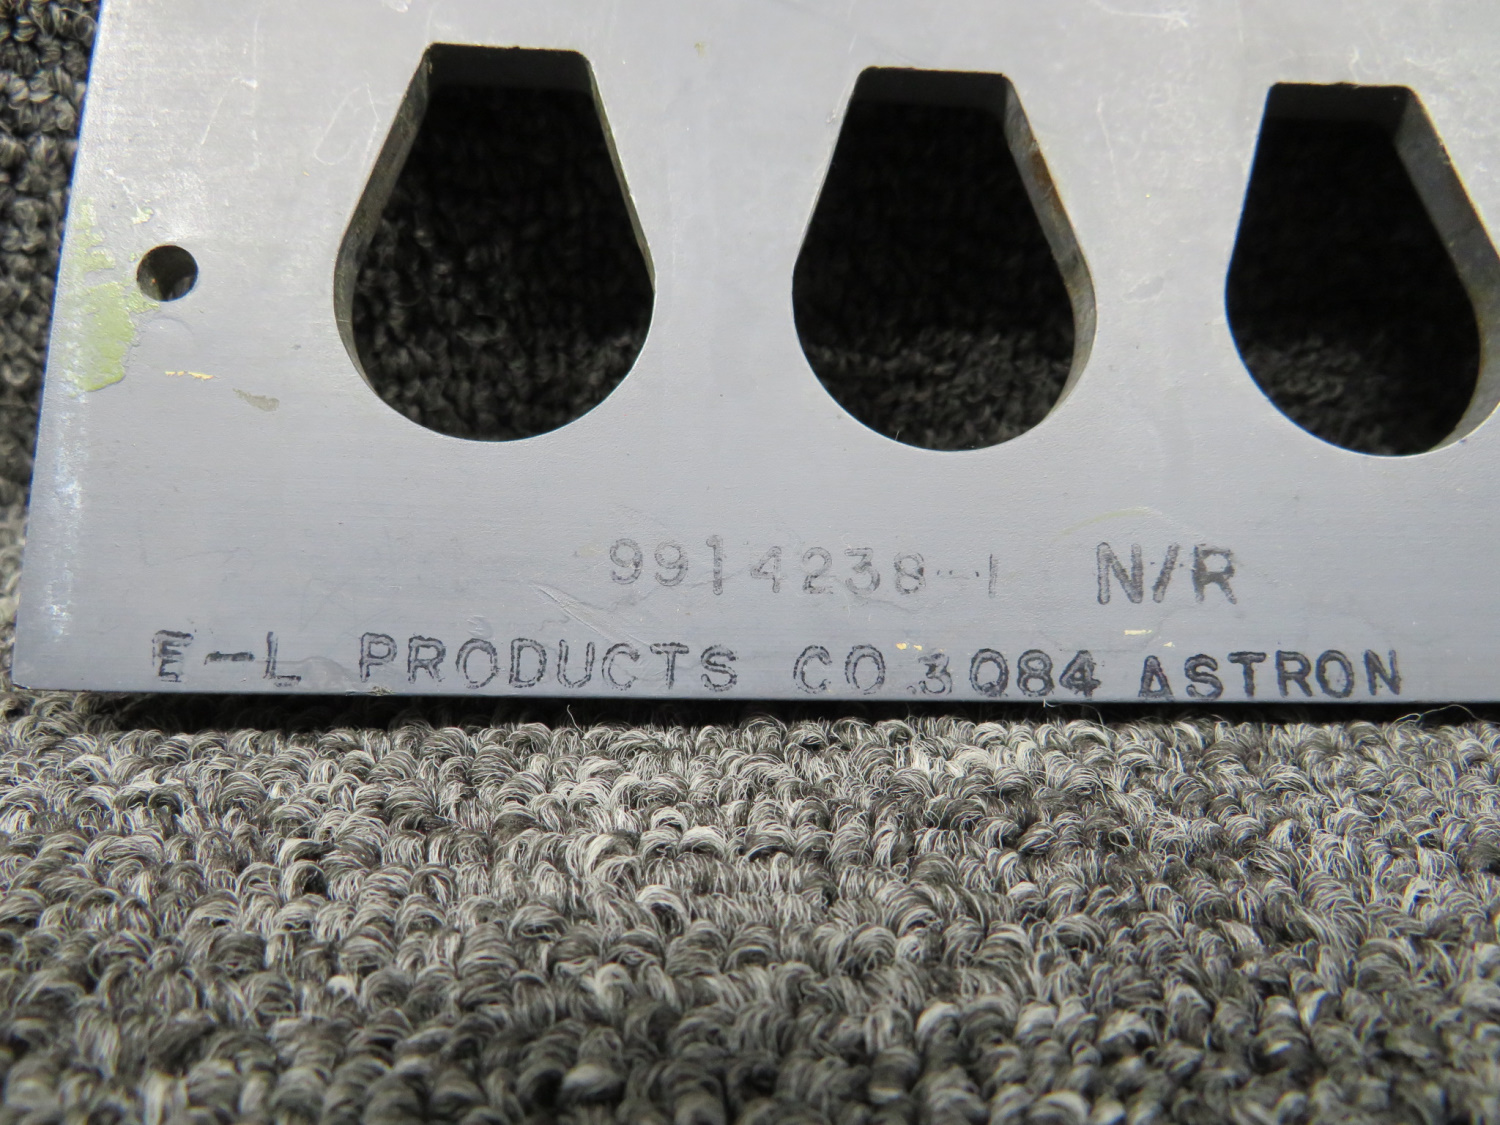 9914238-1 N/R
E-L PRODUCTS CO.3084 ASTRON